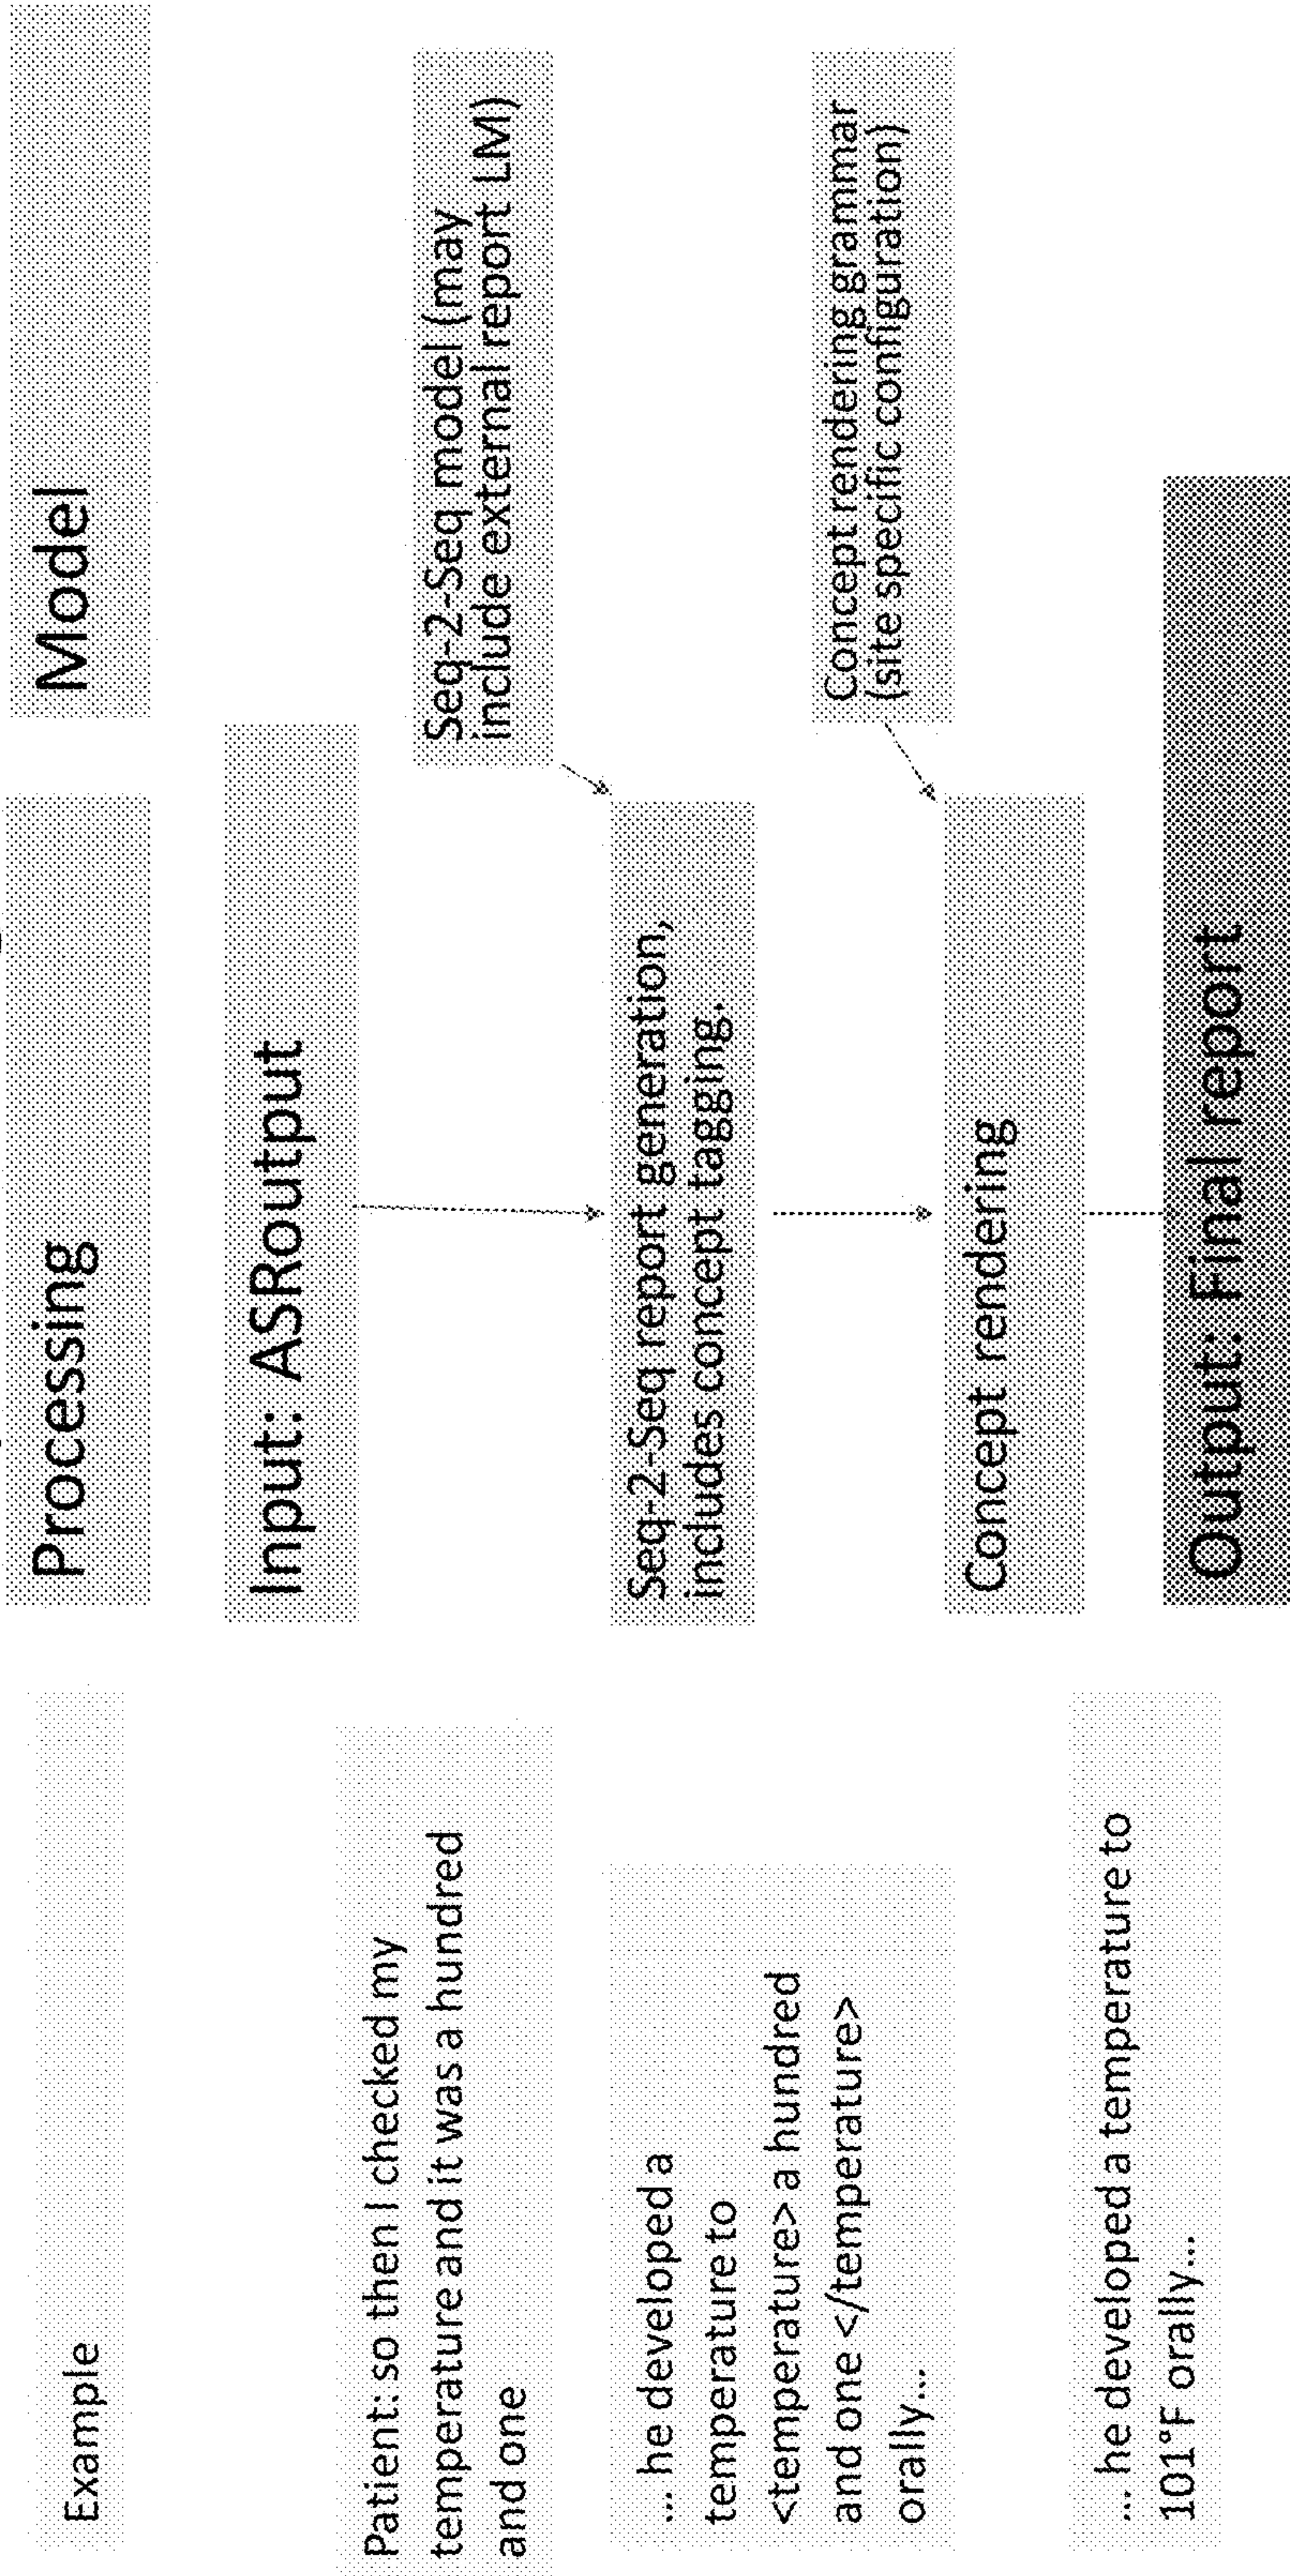 Example
Processing
Model
Patient: so then I checked my
temperature and it was a hundred
and one
Input: ASRoutput
Seq-2-Seq model (may
include external report LM)
... he developed a
temperature to
<temperature> a hundred
and one </temperature>
orally...
Seq-2-Seq report generation,
includes concept tagging.
Concept rendering grammar
(site specific configuration)
Concept rendering
... he developed a temperature to
101°F orally...
Output: Final report